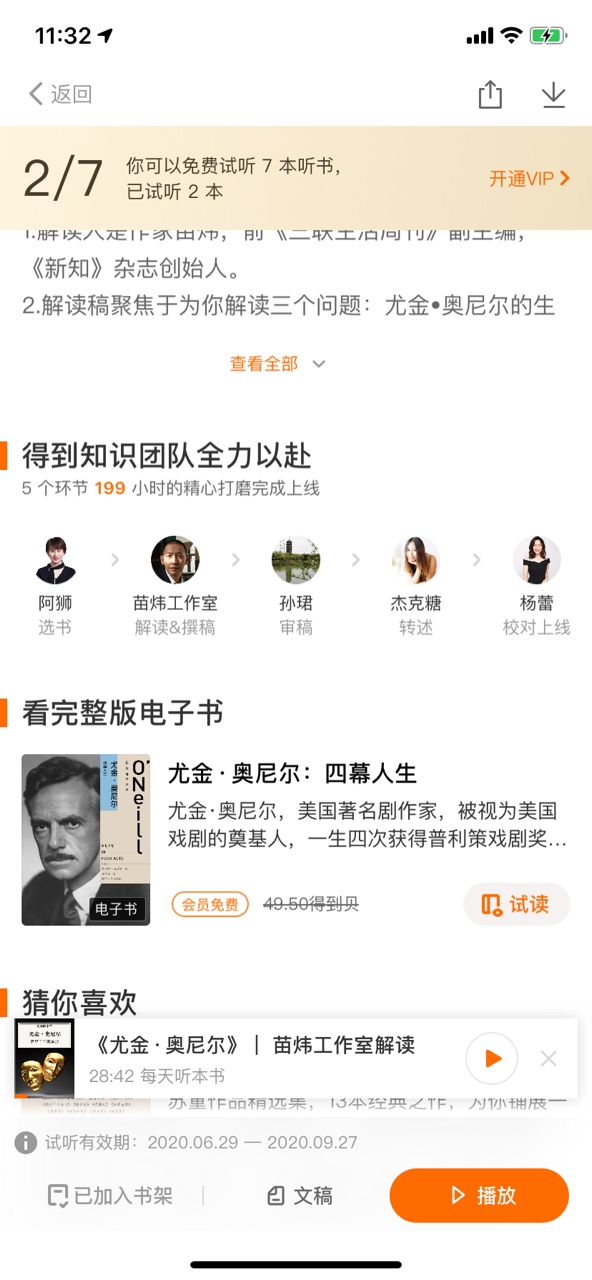 11:32
返回
2/7
你可以免费试听 7 本听书，
已试听 2 本
开通VIP
1.解读人是作家苗炜，前《三联生活周刊》副主编，
《新知》杂志创始人。
2.解读稿聚焦于为你解读三个问题：尤金•奥尼尔的生
查看全部
得到知识团队全力以赴
5 个环节 199 小时的精心打磨完成上线
阿狮
选书
苗炜工作室
解读&撰稿
孙珺
审稿
杰克糖
转述
杨蕾
校对上线
看完整版电子书
O'Neill
尤金·奥尼尔
A LIFE
IN
FOUR ACTS
电子书
尤金·奥尼尔：四幕人生
尤金·奥尼尔，美国著名剧作家，被视为美国
戏剧的奠基人，一生四次获得普利策戏剧奖...
会员免费
49.50得到贝
试读
猜你喜欢
尤金·奥尼尔
《尤金·奥尼尔》｜ 苗炜工作室解读
28:42 每天听本书
苏童作品精选集，13本经典之作，为你铺展一
试听有效期：2020.06.29 — 2020.09.27
已加入书架
文稿
播放